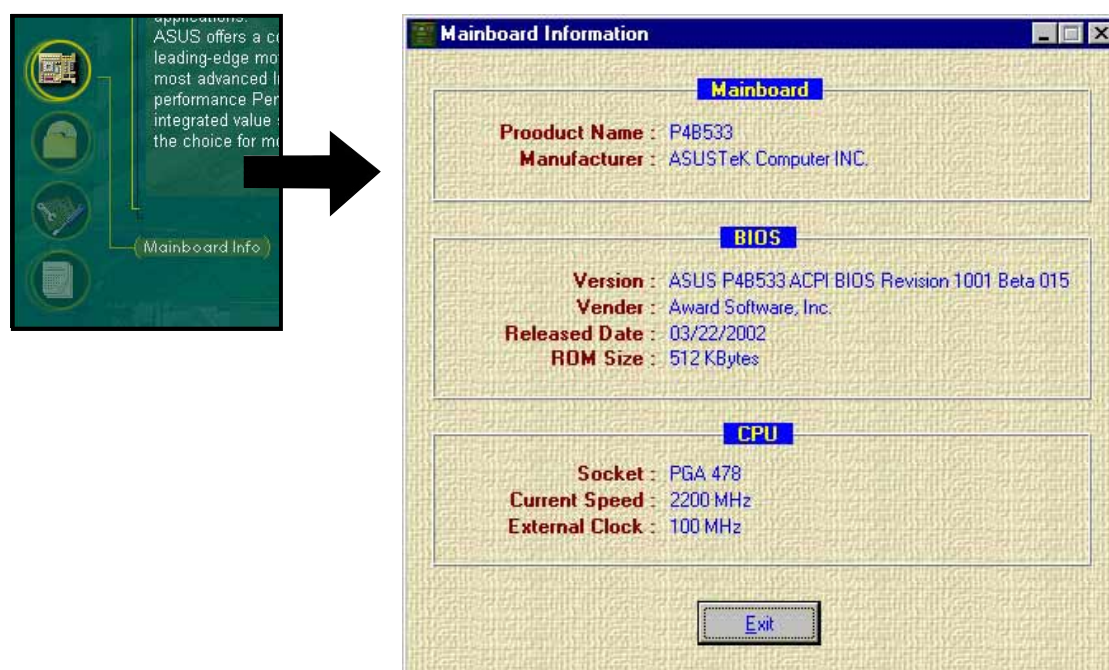 applications.
ASUS offers a c
leading-edge mo
most advanced I
performance Per
integrated value
the choice for m
Mainboard Info
Mainboard Information
Mainboard
Prooduct Name : P4B533
Manufacturer : ASUSTeK Computer INC.
BIOS
Version : ASUS P4B533 ACPI BIOS Revision 1001 Beta 015
Vender : Award Software, Inc.
Released Date : 03/22/2002
ROM Size : 512 KBytes
CPU
Socket : PGA 478
Current Speed : 2200 MHz
External Clock : 100 MHz
Exit